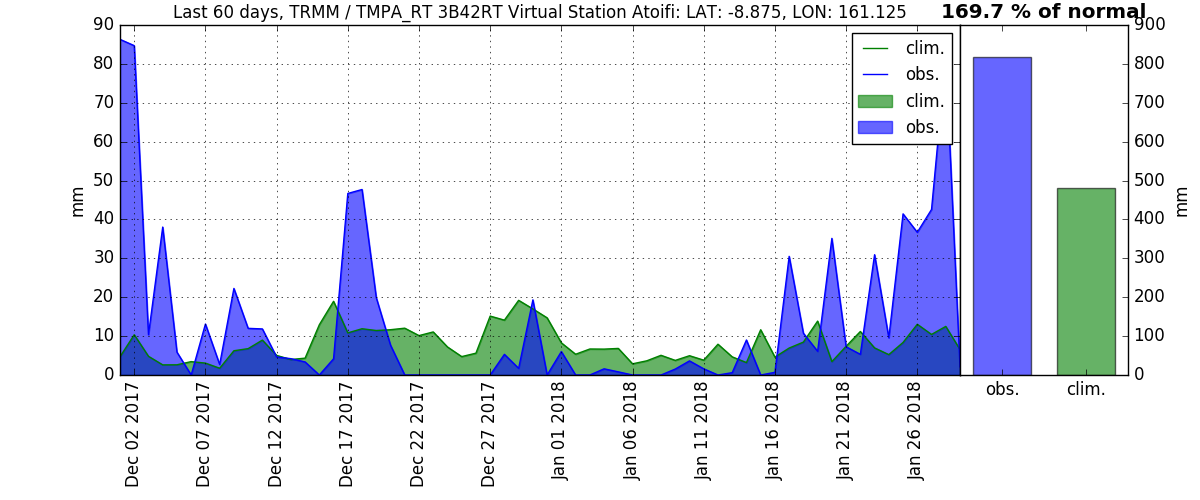 Last 60 days, TRMM / TMPA_RT 3B42RT Virtual Station Atoifi: LAT: -8.875, LON: 161.125
169.7 % of normal
90
80
70
60
50
40
30
20
10
0
mm
clim.
obs.
clim.
obs.
Dec 02 2017
Dec 07 2017
Dec 12 2017
Dec 17 2017
Dec 22 2017
Dec 27 2017
Jan 01 2018
Jan 06 2018
Jan 11 2018
Jan 16 2018
Jan 21 2018
Jan 26 2018
900
800
700
600
500
400
300
200
100
0
mm
obs.
clim.